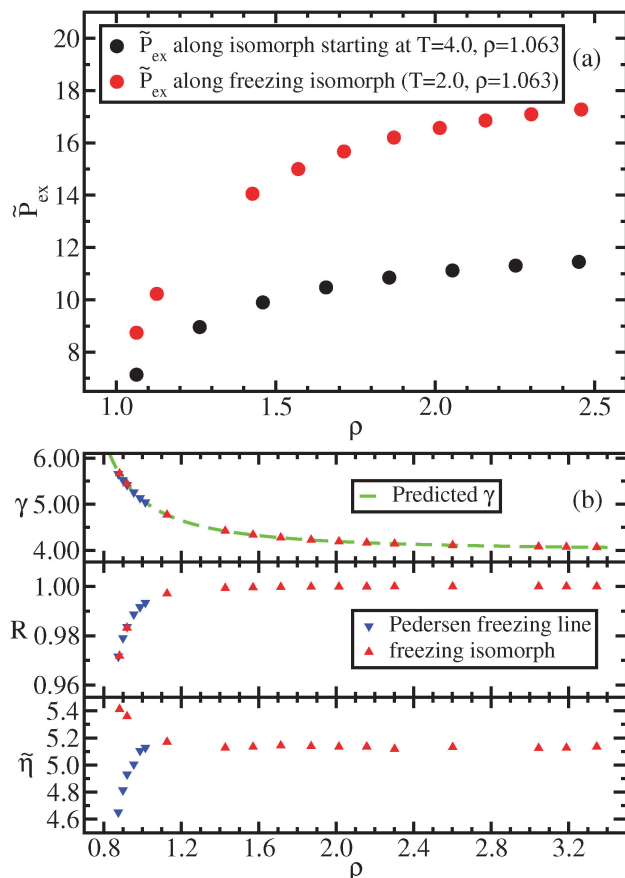 20
18
16
14
12
10
8
P̃ex
P̃ex along isomorph starting at T=4.0, ρ=1.063
P̃ex along freezing isomorph (T=2.0, ρ=1.063)
(a)
1.0 1.5 2.0 2.5
ρ
6.00
5.00
4.00
γ
Predicted γ
(b)
1.00
0.98
0.96
R
Pedersen freezing line
freezing isomorph
5.4
5.2
5.0
4.8
4.6
η̃
0.8 1.2 1.6 2.0 2.4 2.8 3.2
ρ